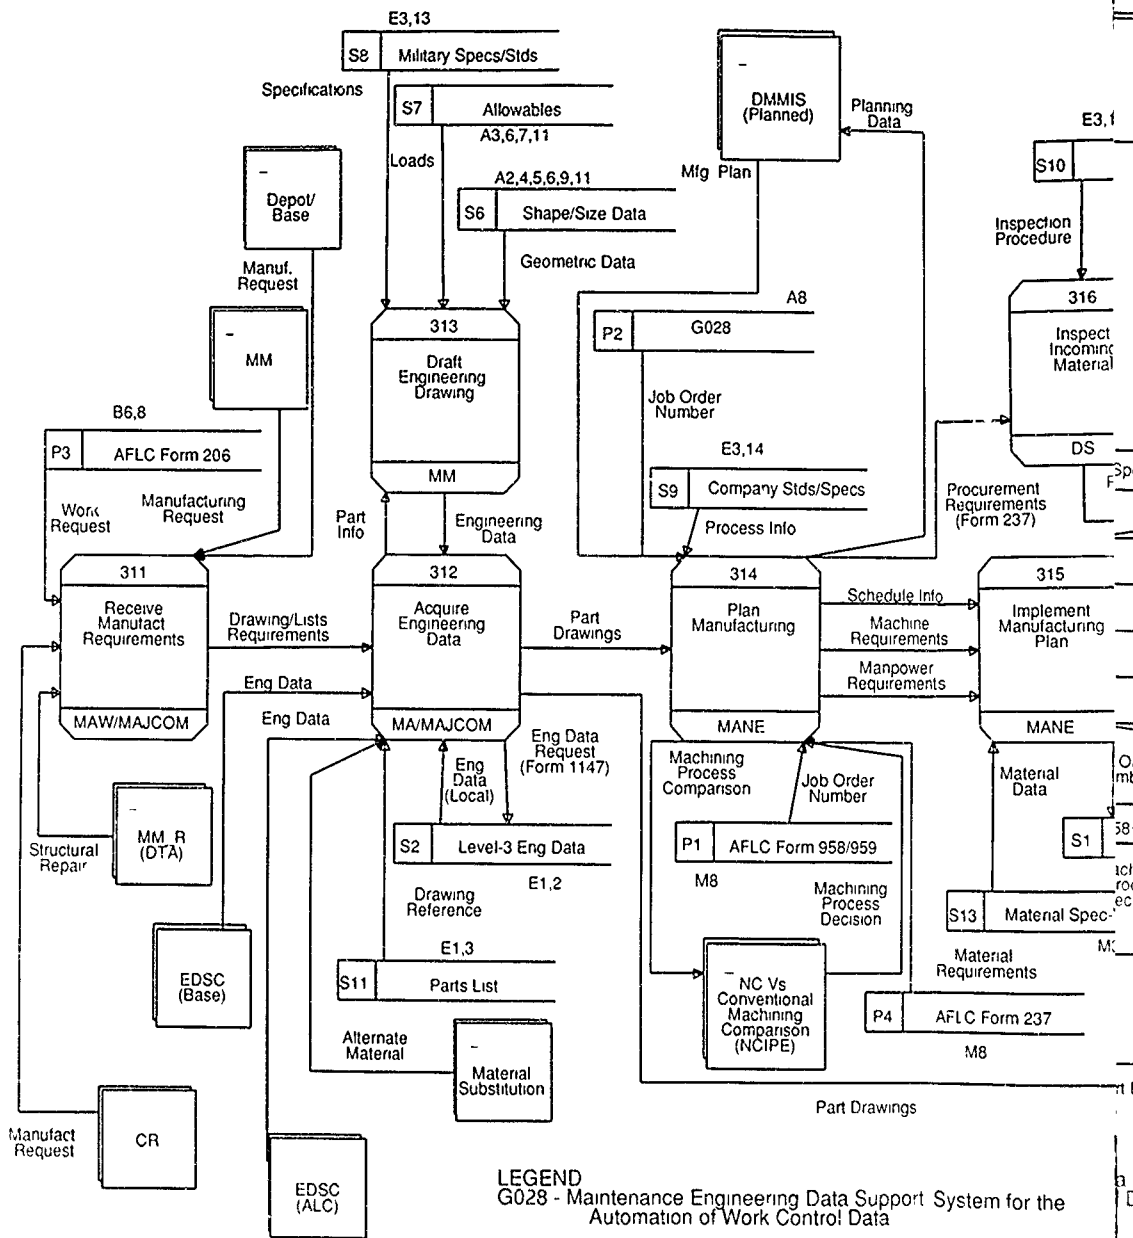 E3,13
S8 Military Specs/Stds
Specifications
S7 Allowables
A3,6,7,11
Loads
A2,4,5,6,9,11
S6 Shape/Size Data
Geometric Data
Depot/
Base
Manuf.
Request
MM
B6,8
P3 AFLC Form 206
Work
Request
Manufacturing
Request
313
Draft
Engineering
Drawing
MM
Part
Info
Engineering
Data
DMMIS
(Planned)
Planning
Data
Mfg Plan
A8
P2 G028
Job Order
Number
E3,14
S9 Company Stds/Specs
Process Info
S10
Inspection
Procedure
316
Inspect
Incoming
Material
DS
Procurement
Requirements
(Form 237)
311
Receive
Manufact
Requirements
MAW/MAJCOM
Drawing/Lists
Requirements
Eng Data
Eng Data
312
Acquire
Engineering
Data
MA/MAJCOM
Part
Drawings
314
Plan
Manufacturing
MANE
Schedule Info
Machine
Requirements
Manpower
Requirements
315
Implement
Manufacturing
Plan
MANE
Eng Data
Request
(Form 1147)
Eng
Data
(Local)
S2 Level-3 Eng Data
E1,2
Drawing
Reference
E1,3
S11 Parts List
Alternate
Material
Material
Substitution
MM R
(DTA)
Structural
Repair
EDSC
(Base)
CR
Manufact
Request
EDSC
(ALC)
Machining
Process
Comparison
Job Order
Number
P1 AFLC Form 958/959
M8
Machining
Process
Decision
NC Vs
Conventional
Machining
Comparison
(NCIPE)
Material
Data
S1
S13 Material Spec-
Material
Requirements
P4 AFLC Form 237
M8
Part Drawings
LEGEND
G028 - Maintenance Engineering Data Support System for the
Automation of Work Control Data